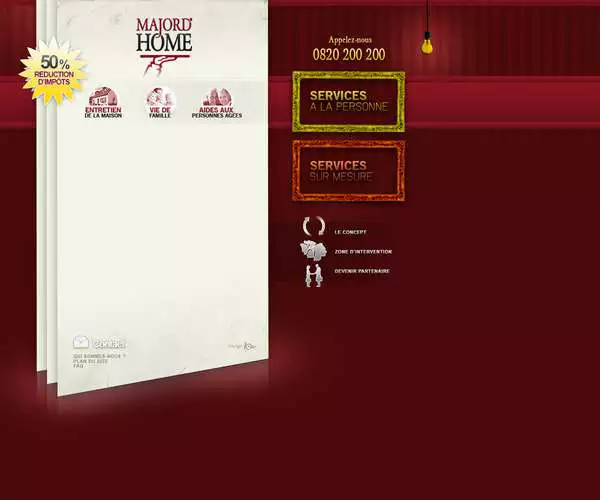 MAJORD'
HOME
50%
REDUCTION
D'IMPÔTS
ENTRETIEN
DE LA MAISON
VIE DE
FAMILLE
AIDES AUX
PERSONNES AGEES
Appelez-nous
0820 200 200
SERVICES
A LA PERSONNE
SERVICES
SUR MESURE
LE CONCEPT
ZONE D'INTERVENTION
DEVENIR PARTENAIRE
Contact
QUI SOMMES-NOUS ?
PLAN DU SITE
FAQ